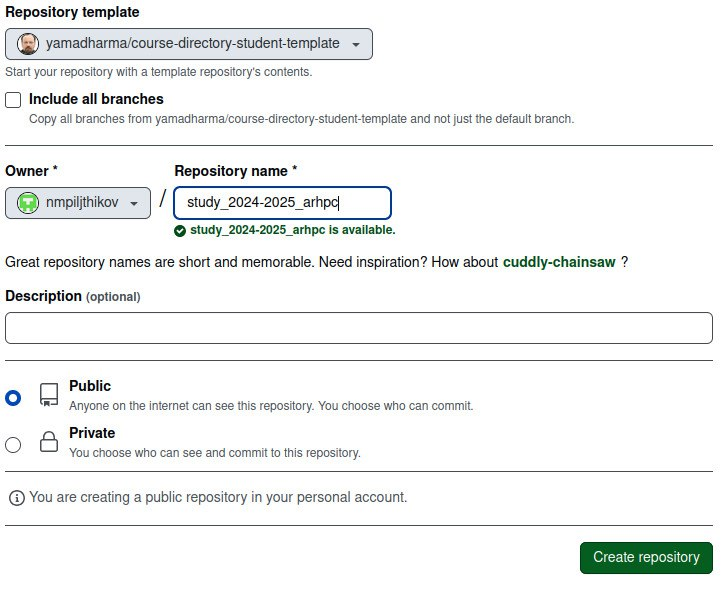 Repository template
yamadharma/course-directory-student-template
Start your repository with a template repository's contents.
Include all branches
Copy all branches from yamadharma/course-directory-student-template and not just the default branch.
Owner * Repository name *
nmpiljthikov / study_2024-2025_arhpc
study_2024-2025_arhpc is available.
Great repository names are short and memorable. Need inspiration? How about cuddly-chainsaw ?
Description (optional)
Public
Anyone on the internet can see this repository. You choose who can commit.
Private
You choose who can see and commit to this repository.
You are creating a public repository in your personal account.
Create repository